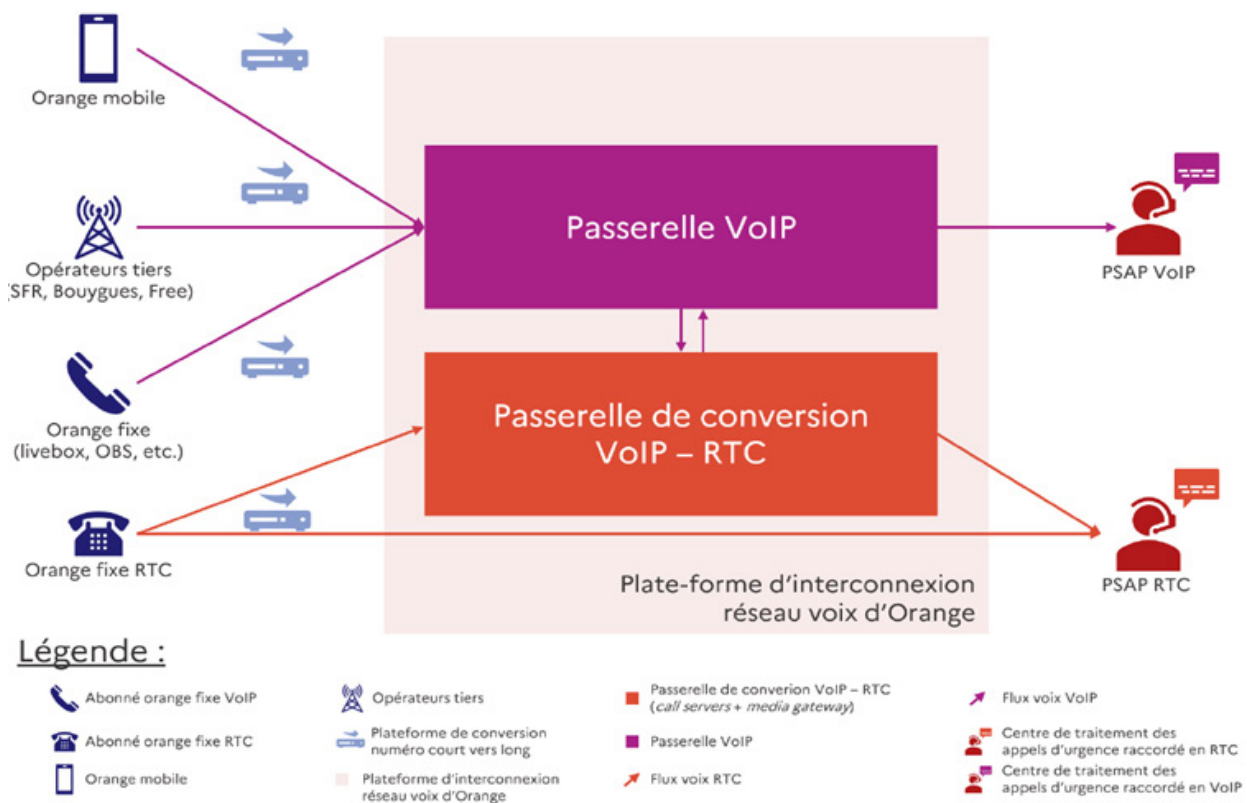 Orange mobile
Opérateurs tiers
(SFR, Bouygues, Free)
Orange fixe
(livebox, OBS, etc.)
Orange fixe RTC
Passerelle VoIP
Passerelle de conversion
VoIP – RTC
Plate-forme d'interconnexion
réseau voix d'Orange
PSAP VoIP
PSAP RTC
Légende :
Abonné orange fixe VoIP
Abonné orange fixe RTC
Orange mobile
Opérateurs tiers
Plateforme de conversion
numéro court vers long
Plateforme d'interconnexion
réseau voix d'Orange
Passerelle de converion VoIP – RTC
(call servers + media gateway)
Passerelle VoIP
Flux voix RTC
Flux voix VoIP
Centre de traitement des
appels d'urgence raccordé en RTC
Centre de traitement des
appels d'urgence raccordé en VoIP